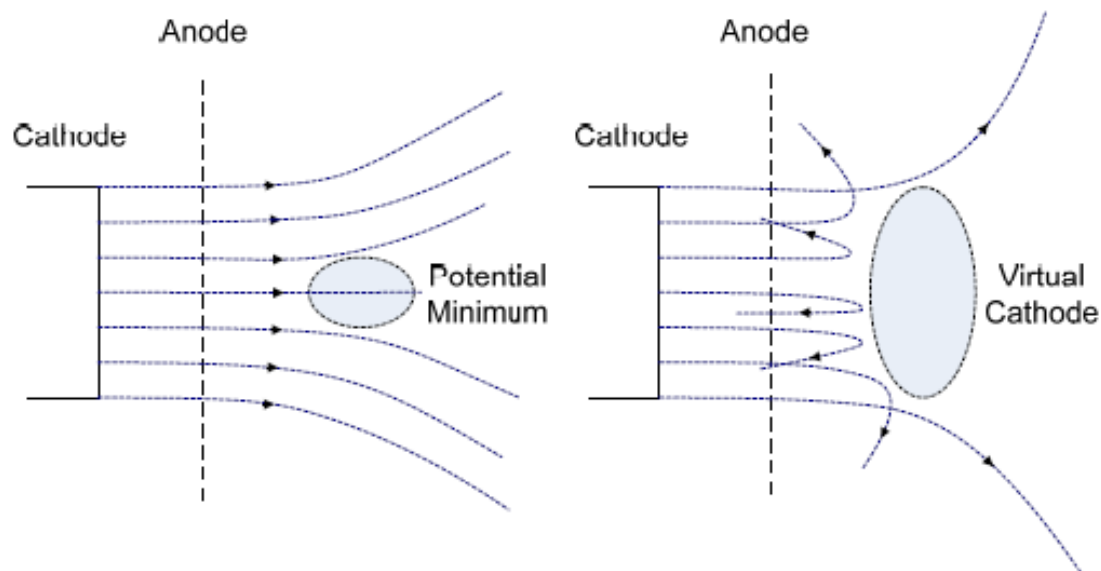 Anode
Cathode
Potential
Minimum
Anode
Cathode
Virtual
Cathode